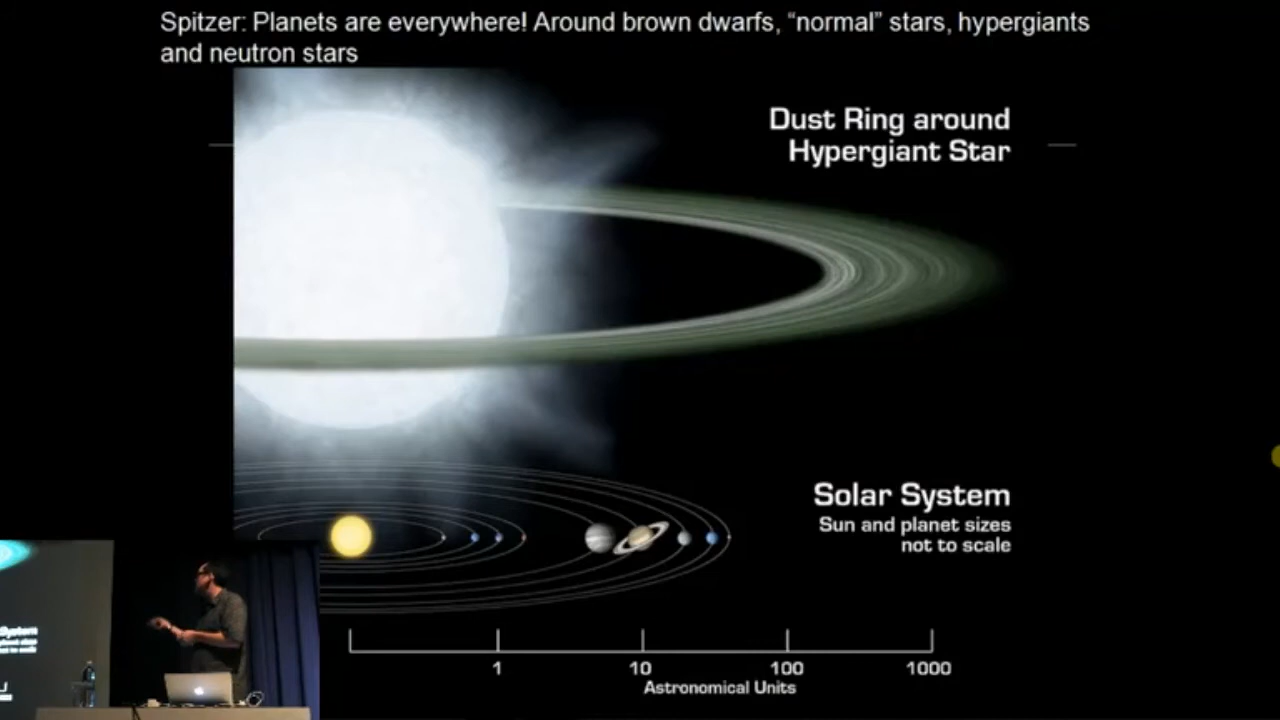 Spitzer: Planets are everywhere! Around brown dwarfs, “normal” stars, hypergiants
and neutron stars
Dust Ring around
Hypergiant Star
Solar System
Sun and planet sizes
not to scale
1
10
100
1000
Astronomical Units
System